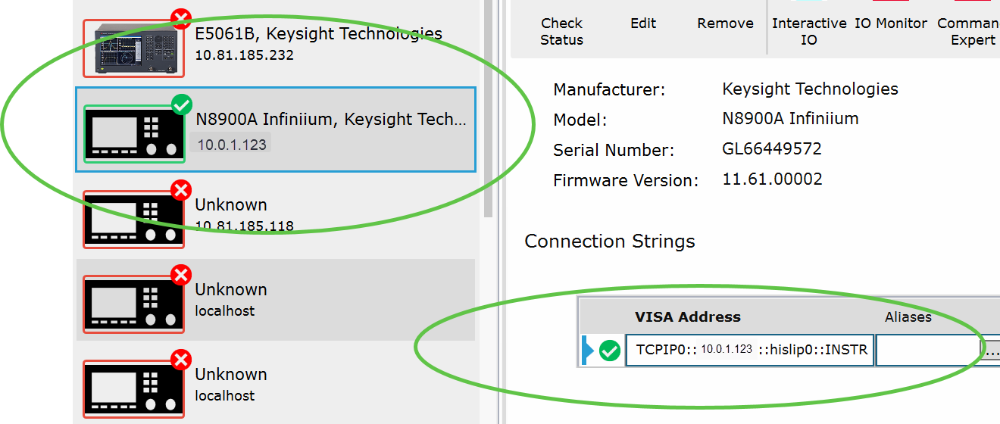 E5061B, Keysight Technologies
10.81.185.232
N8900A Infiniium, Keysight Tech...
10.0.1.123
Unknown
10.81.185.118
Unknown
localhost
Unknown
localhost
Check Status
Edit
Remove
Interactive IO
IO Monitor
Comman
Expert
Manufacturer: Keysight Technologies
Model: N8900A Infiniium
Serial Number: GL66449572
Firmware Version: 11.61.00002
Connection Strings
VISA Address Aliases
TCPIP0:: 10.0.1.123 ::hislip0::INSTR ...